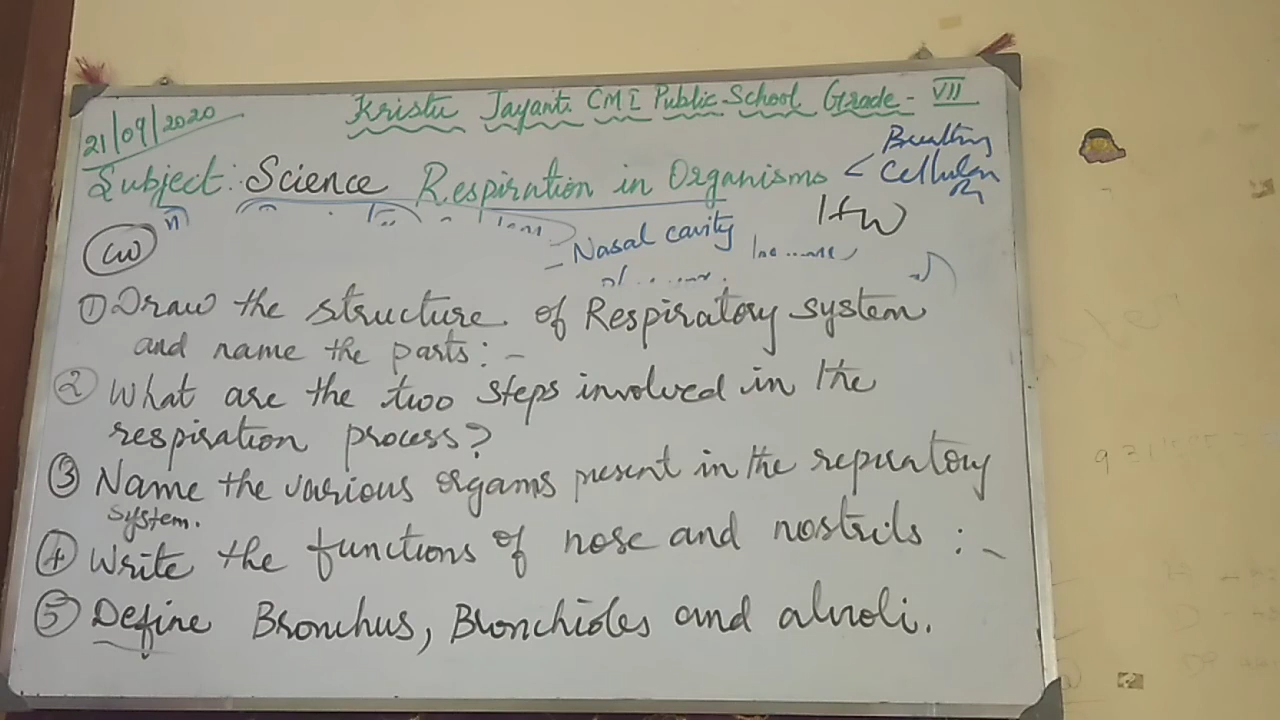 Kristu Jayanti CMI Public School Grade - VII
21/09/2020
Subject: Science Respiration in Organisms < Breathing
Cellular R
HW
CW
- Nasal cavity
① Draw the structure of Respiratory system
and name the parts: -
② What are the two steps involved in the
respiration process?
③ Name the various organs present in the repiratory
system.
④ Write the functions of nose and nostrils : -
⑤ Define Bronchus, Bronchioles and alvoli.